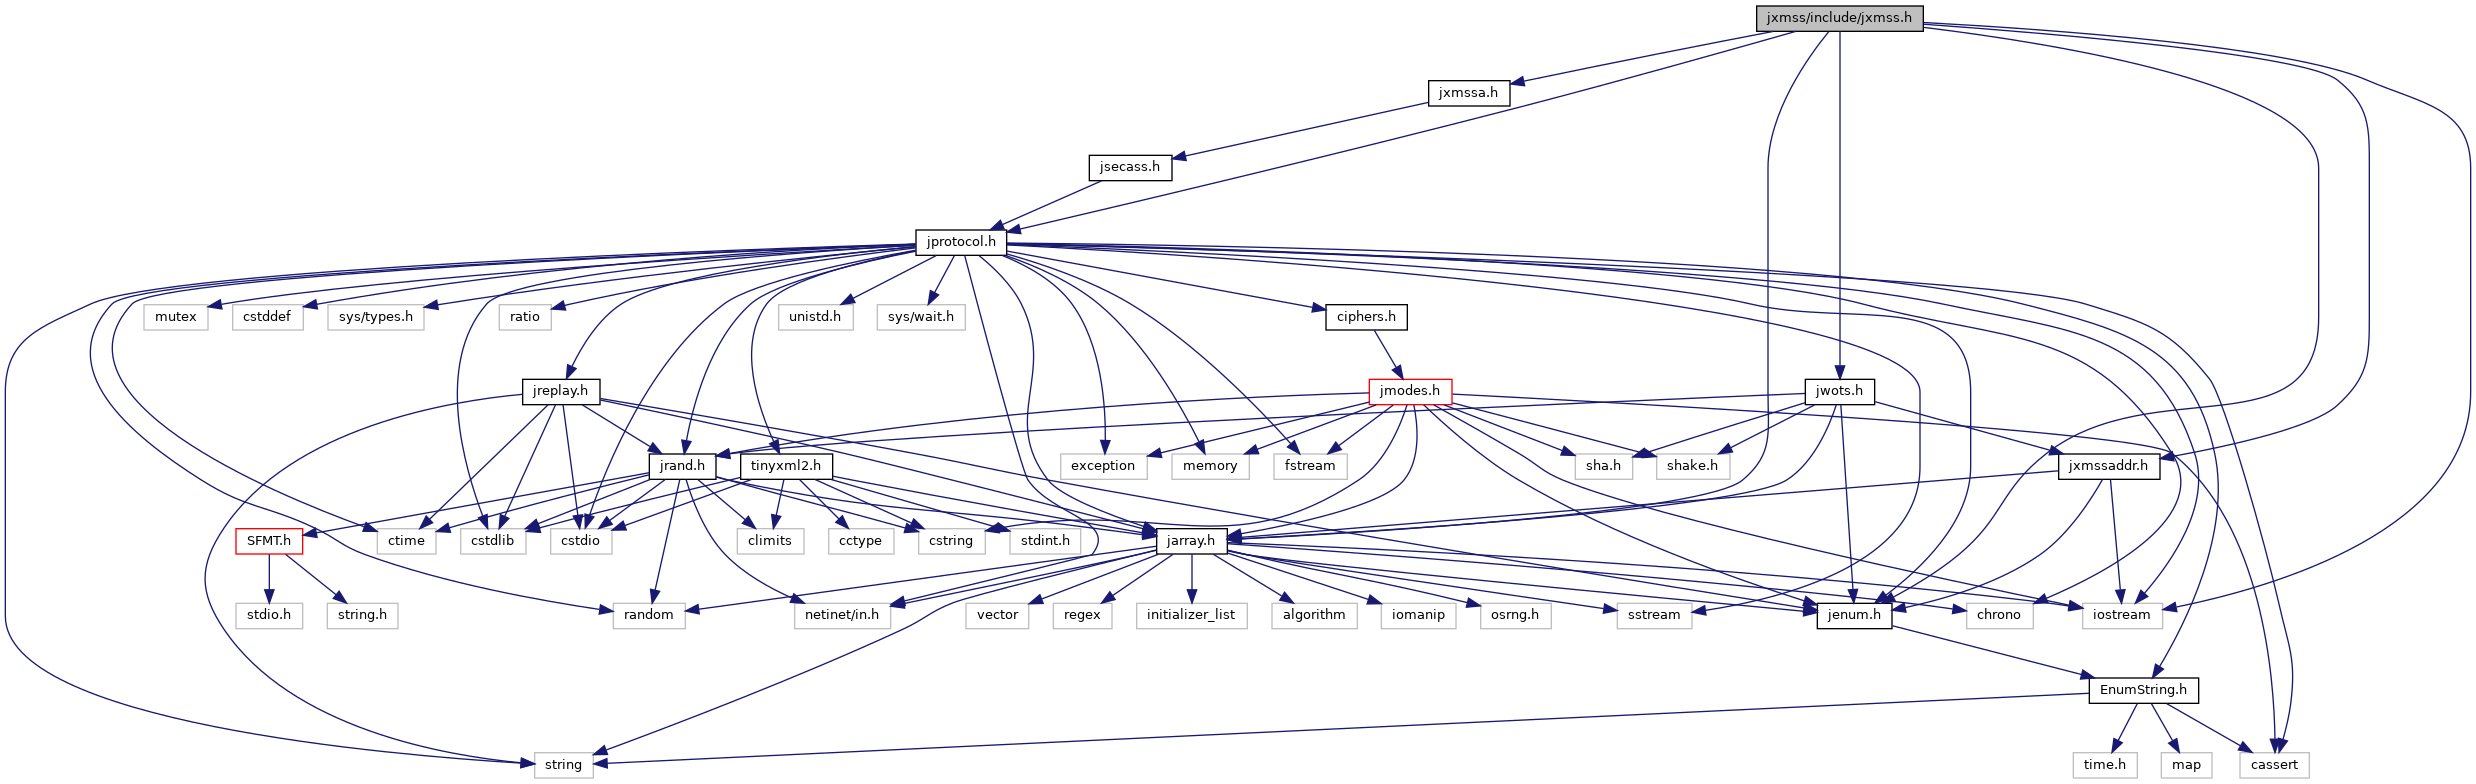 jxmss/include/jxmss.h
jxmssa.h
jsecass.h
jprotocol.h
mutex
cstddef
sys/types.h
ratio
unistd.h
sys/wait.h
ciphers.h
jreplay.h
jmodes.h
jwots.h
jrand.h
tinyxml2.h
exception
memory
fstream
sha.h
shake.h
jxmssaddr.h
SFMT.h
ctime
cstdlib
cstdio
climits
cctype
cstring
stdint.h
jarray.h
stdio.h
string.h
random
netinet/in.h
vector
regex
initializer_list
algorithm
iomanip
osrng.h
sstream
jenum.h
chrono
iostream
EnumString.h
string
time.h
map
cassert